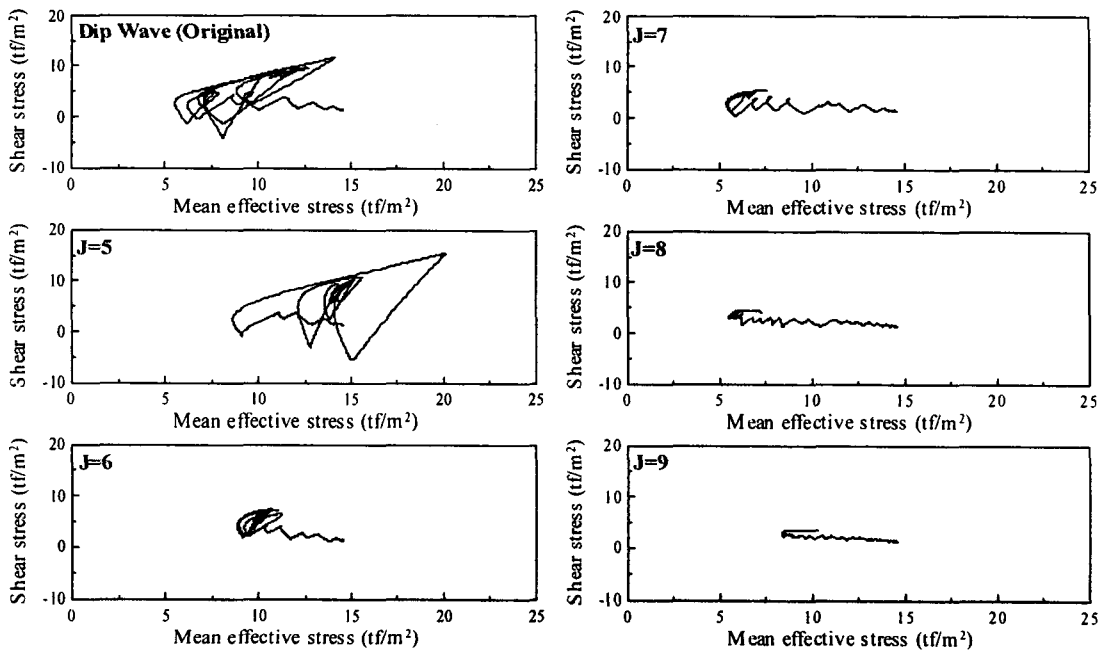 Dip Wave (Original)
Shear stress (tf/m²)
20
10
0
-10
0 5 10 15 20 25
Mean effective stress (tf/m²)
J=5
Shear stress (tf/m²)
20
10
0
-10
0 5 10 15 20 25
Mean effective stress (tf/m²)
J=6
Shear stress (tf/m²)
20
10
0
-10
0 5 10 15 20 25
Mean effective stress (tf/m²)
J=7
Shear stress (tf/m²)
20
10
0
-10
0 5 10 15 20 25
Mean effective stress (tf/m²)
J=8
Shear stress (tf/m²)
20
10
0
-10
0 5 10 15 20 25
Mean effective stress (tf/m²)
J=9
Shear stress (tf/m²)
20
10
0
-10
0 5 10 15 20 25
Mean effective stress (tf/m²)